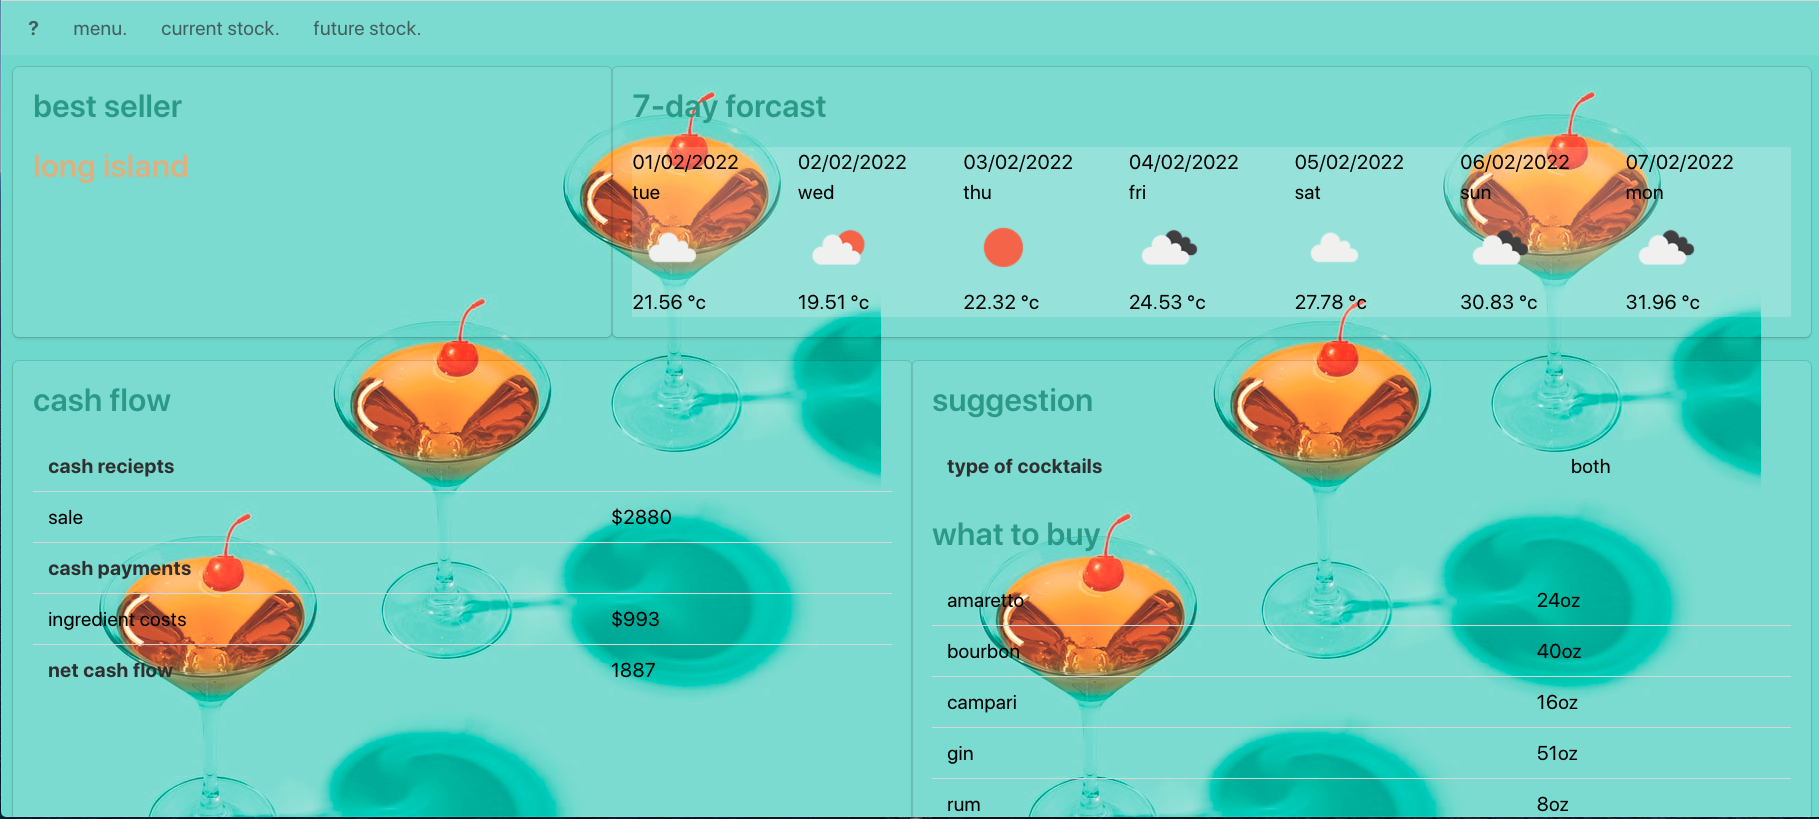 ? menu. current stock. future stock.
best seller
long island
7-day forcast
01/02/2022 02/02/2022 03/02/2022 04/02/2022 05/02/2022 06/02/2022 07/02/2022
tue wed thu fri sat sun mon
21.56 °c 19.51 °c 22.32 °c 24.53 °c 27.78 °c 30.83 °c 31.96 °c
cash flow
cash reciepts
sale $2880
cash payments
ingredient costs $993
net cash flow 1887
suggestion
type of cocktails both
what to buy
amaretto 24oz
bourbon 40oz
campari 16oz
gin 51oz
rum 8oz